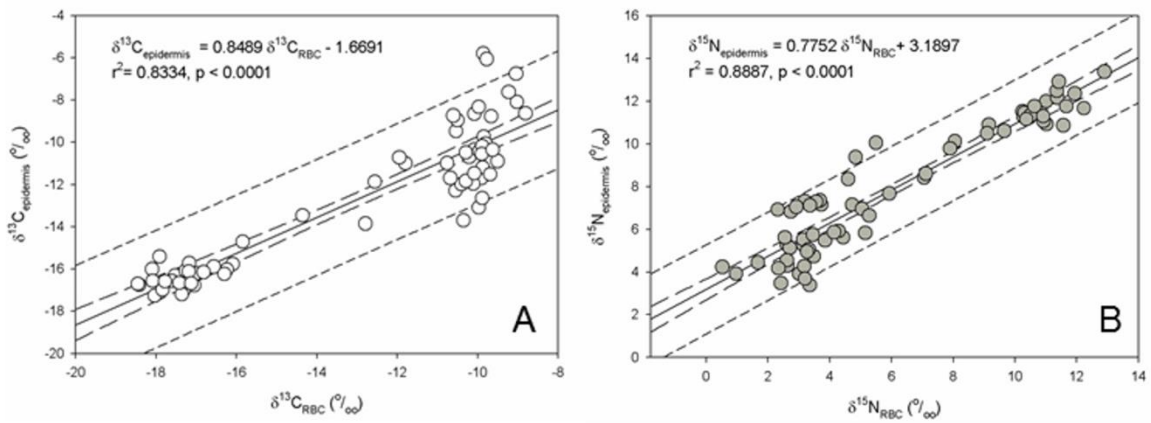 δ13Cepidermis = 0.8489 δ13CRBC - 1.6691
r2= 0.8334, p < 0.0001
-4
-6
-8
-10
-12
-14
-16
-18
-20
δ13Cepidermis (o/oo)
A
-20 -18 -16 -14 -12 -10 -8
δ13CRBC (o/oo)
δ15Nepidermis = 0.7752 δ15NRBC+ 3.1897
r2 = 0.8887, p < 0.0001
16
14
12
10
8
6
4
2
0
δ15Nepidermis (o/oo)
B
0 2 4 6 8 10 12 14
δ15NRBC (o/oo)